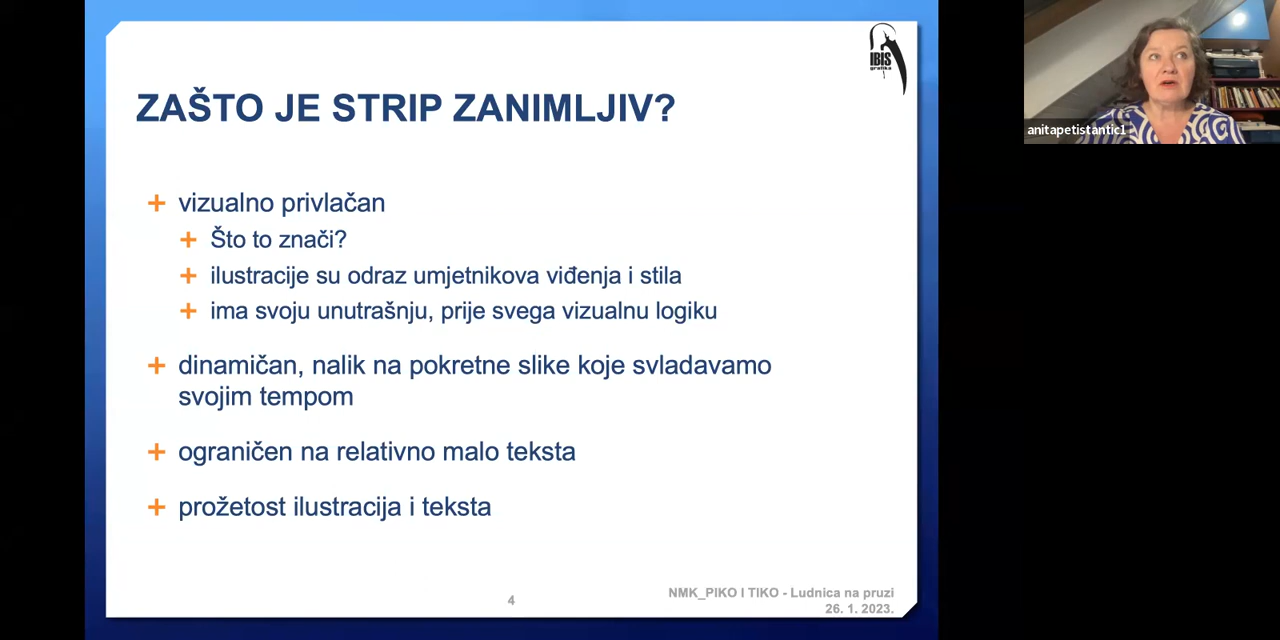 IBIS
grafika
ZAŠTO JE STRIP ZANIMLJIV?
anitapetistantic1
vizualno privlačan
Što to znači?
ilustracije su odraz umjetnikova viđenja i stila
ima svoju unutrašnju, prije svega vizualnu logiku
dinamičan, nalik na pokretne slike koje svladavamo
svojim tempom
ograničen na relativno malo teksta
prožetost ilustracija i teksta
4
NMK_PIKO I TIKO - Ludnica na pruzi
26. 1. 2023.